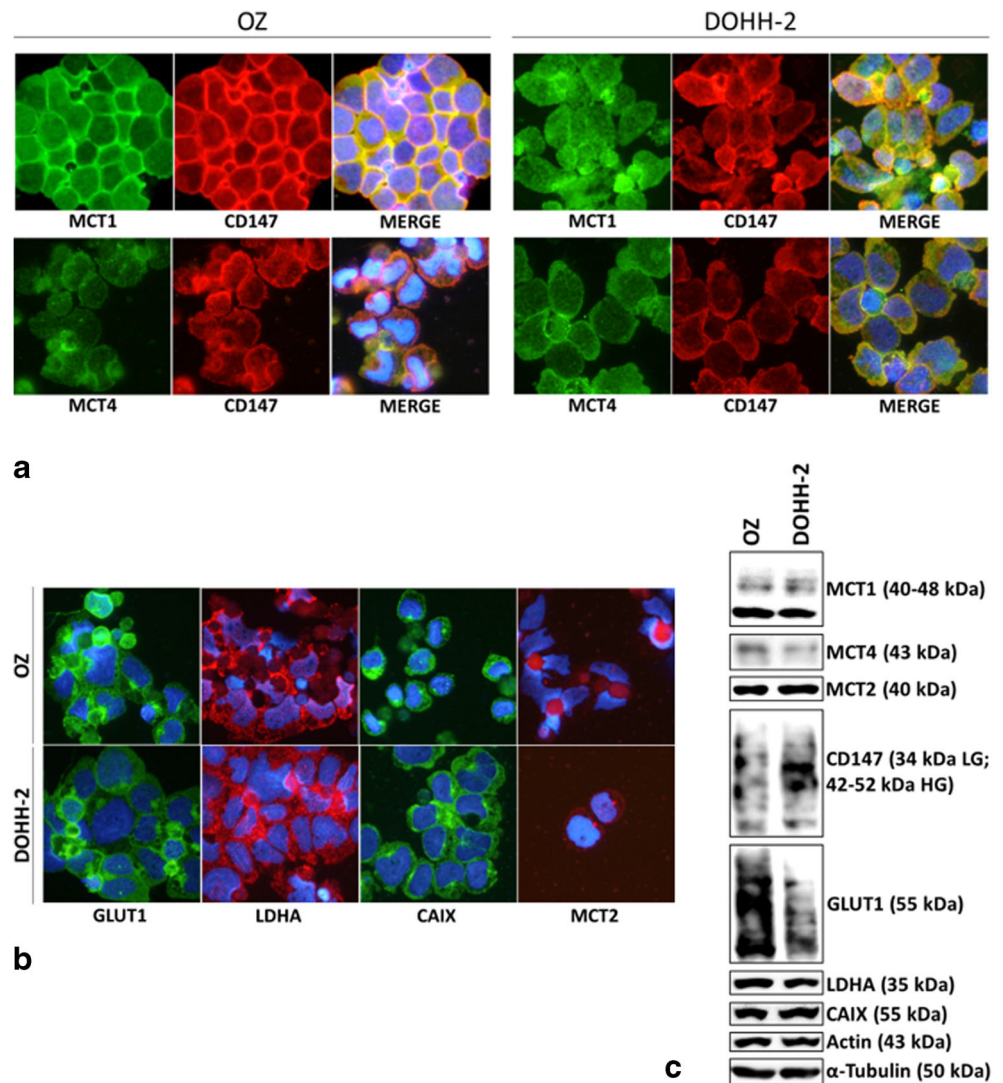 OZ
DOHH-2
MCT1 CD147 MERGE
MCT1 CD147 MERGE
MCT4 CD147 MERGE
MCT4 CD147 MERGE
a
OZ
DOHH-2
GLUT1 LDHA CAIX MCT2
b
OZ
DOHH-2
MCT1 (40-48 kDa)
MCT4 (43 kDa)
MCT2 (40 kDa)
CD147 (34 kDa LG;
42-52 kDa HG)
GLUT1 (55 kDa)
LDHA (35 kDa)
CAIX (55 kDa)
Actin (43 kDa)
α-Tubulin (50 kDa)
c